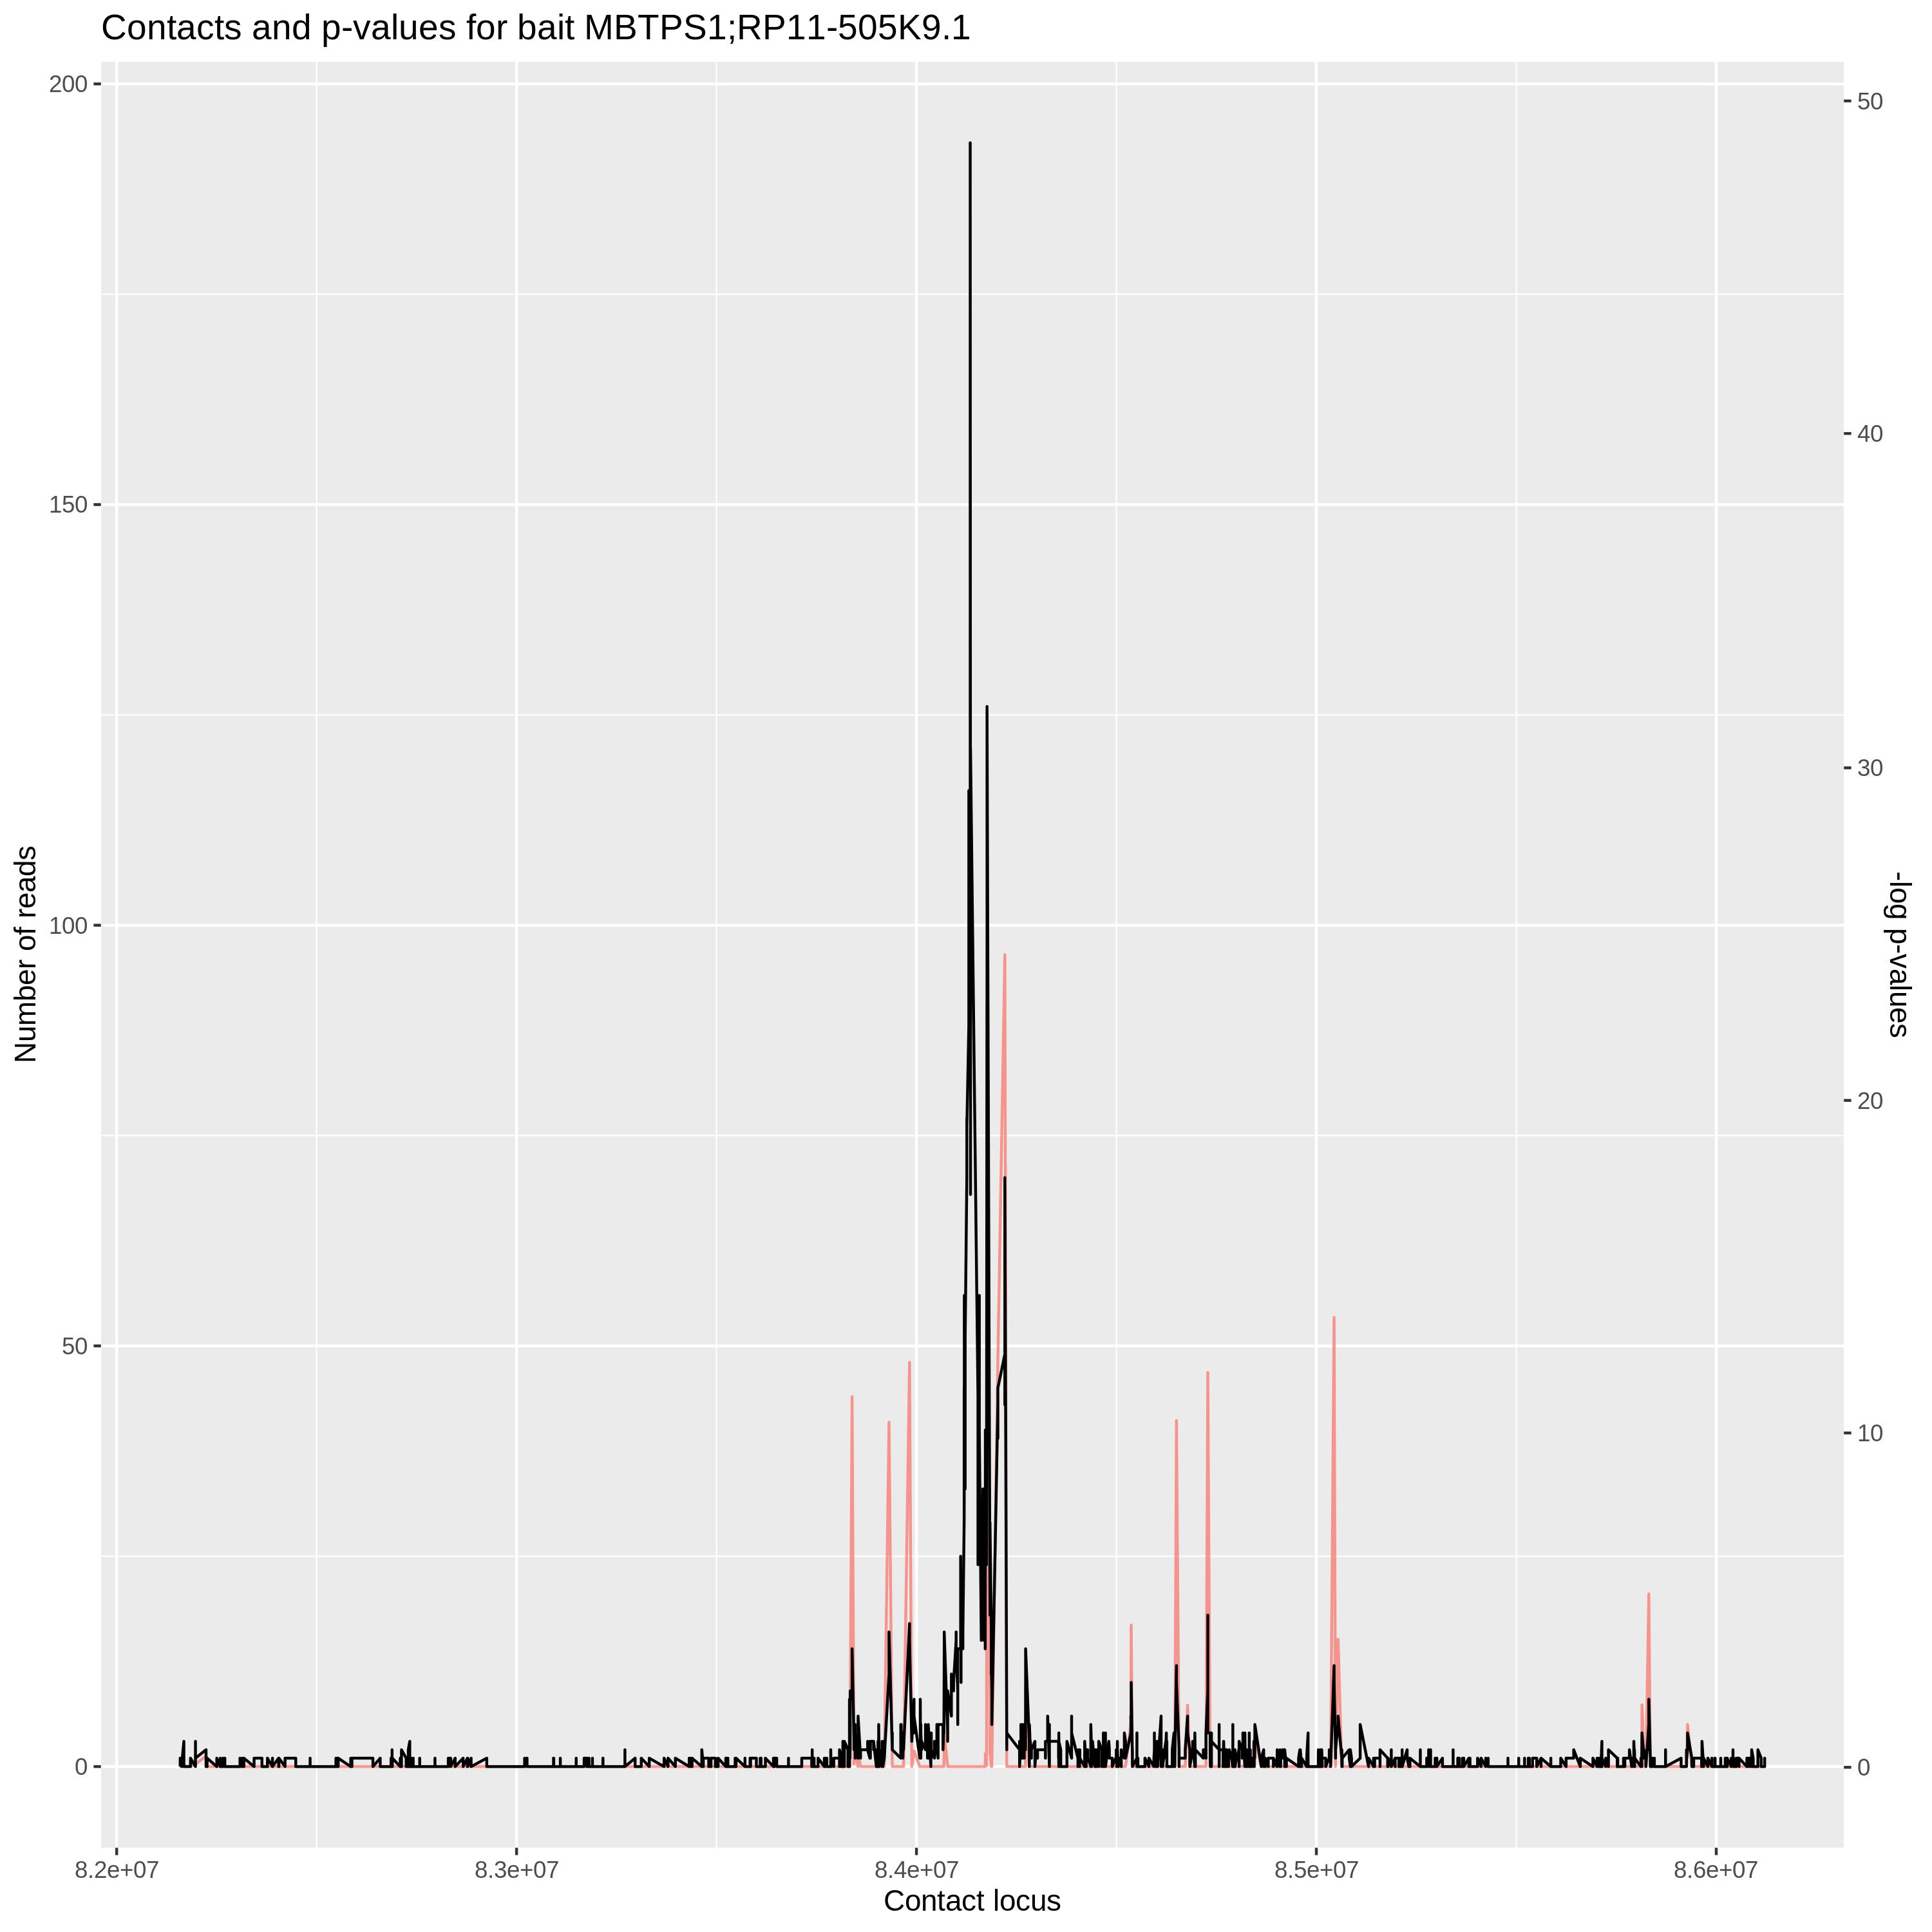 Contacts and p-values for bait MBTPS1;RP11-505K9.1
200
150
100
50
0
Number of reads
50
40
30
20
10
0
-log p-values
8.2e+07
8.3e+07
8.4e+07
8.5e+07
8.6e+07
Contact locus